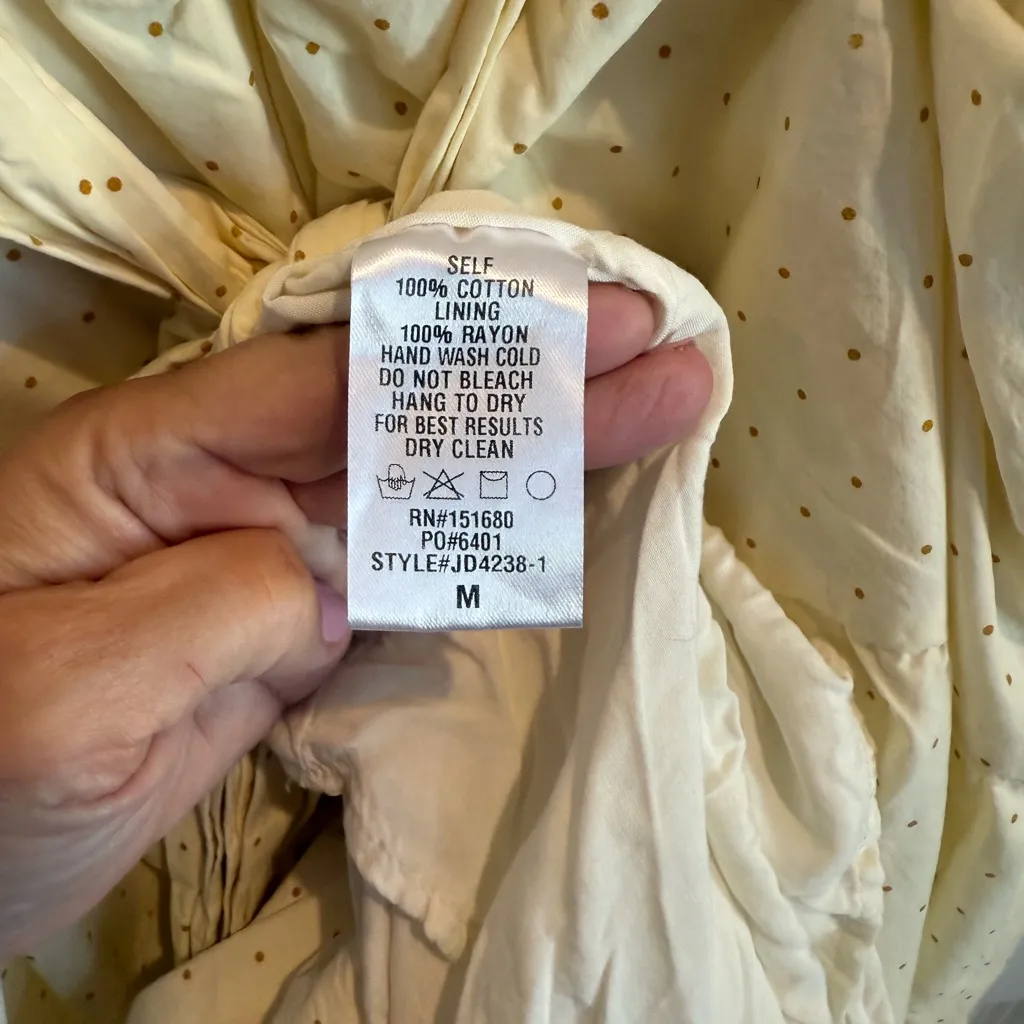 SELF
100% COTTON
LINING
100% RAYON
HAND WASH COLD
DO NOT BLEACH
HANG TO DRY
FOR BEST RESULTS
DRY CLEAN
RN#151680
PO#6401
STYLE#JD4238-1
M